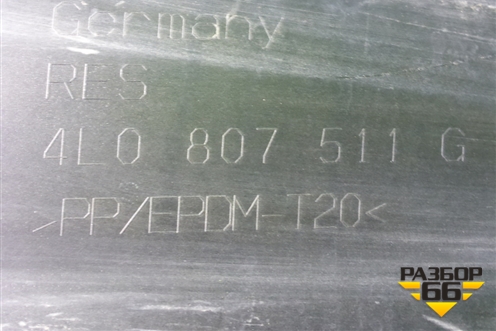 Germany
RES
4L0 807 511 G
>PP/EPDM-T20<
РАЗБОР
66